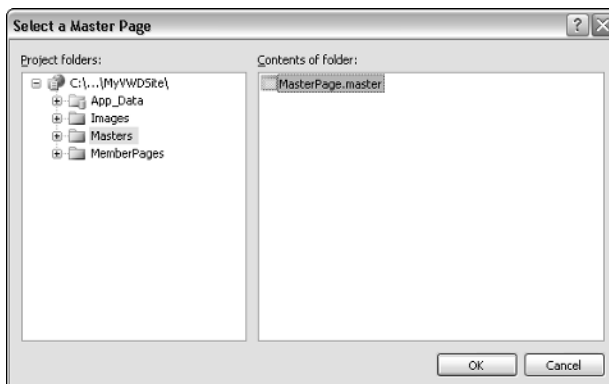 Select a Master Page
Project folders:
Contents of folder:
C:\...\MyVWDSite\
MasterPage.master
App_Data
Images
Masters
MemberPages
OK
Cancel